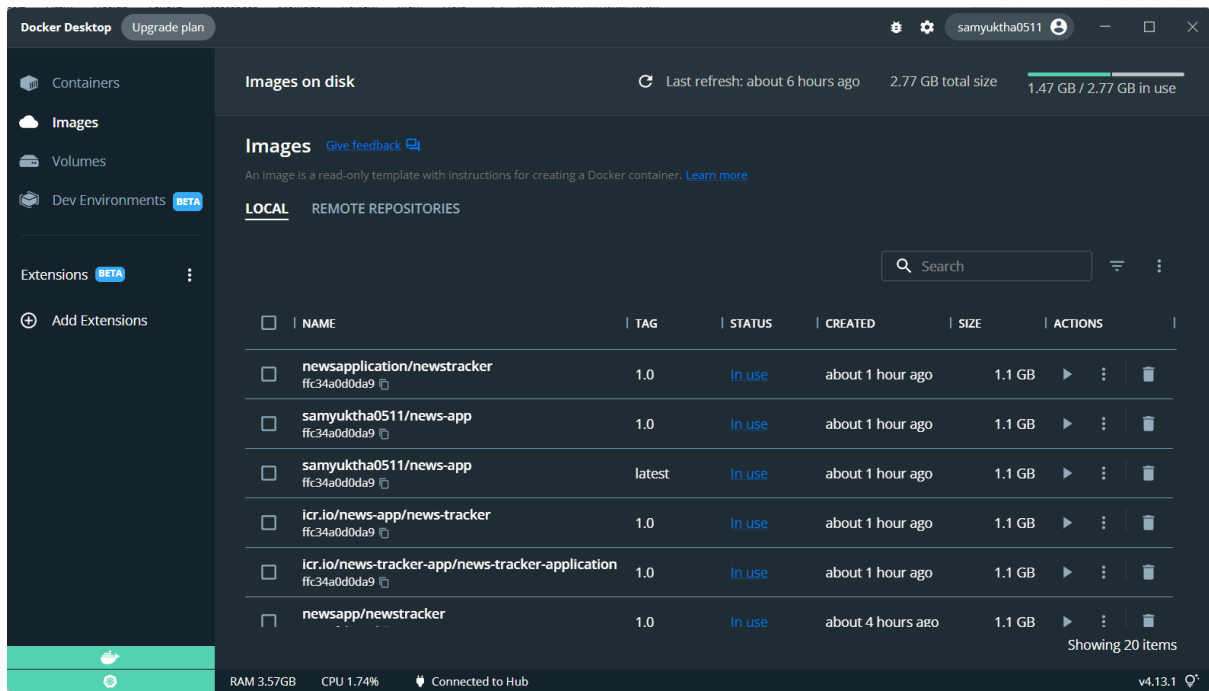 Docker Desktop Upgrade plan samyuktha0511
Containers
Images
Volumes
Dev Environments BETA
Extensions BETA
Add Extensions
Images on disk Last refresh: about 6 hours ago 2.77 GB total size 1.47 GB / 2.77 GB in use
Images Give feedback
An image is a read-only template with instructions for creating a Docker container. Learn more
LOCAL REMOTE REPOSITORIES
Search
NAME TAG STATUS CREATED SIZE ACTIONS
newsapplication/newstracker
ffc34a0d0da9 1.0 In use about 1 hour ago 1.1 GB
samyuktha0511/news-app
ffc34a0d0da9 1.0 In use about 1 hour ago 1.1 GB
samyuktha0511/news-app
ffc34a0d0da9 latest In use about 1 hour ago 1.1 GB
icr.io/news-app/news-tracker
ffc34a0d0da9 1.0 In use about 1 hour ago 1.1 GB
icr.io/news-tracker-app/news-tracker-application
ffc34a0d0da9 1.0 In use about 1 hour ago 1.1 GB
newsapp/newstracker
1.0 In use about 4 hours ago 1.1 GB
Showing 20 items
RAM 3.57GB CPU 1.74% Connected to Hub v4.13.1